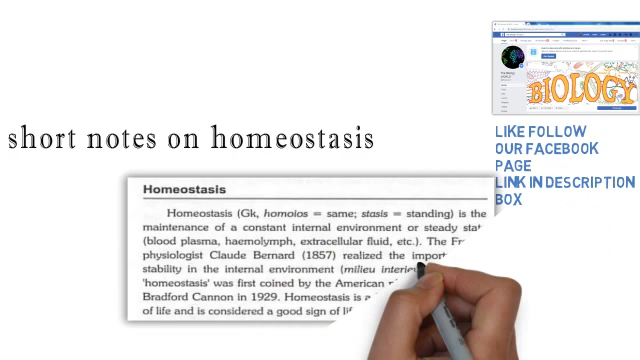 short notes on homeostasis
BIOLOGY
LIKE FOLLOW
OUR FACEBOOK
PAGE
LINK IN DESCRIPTION
BOX
Homeostasis
Homeostasis (Gk, homoios = same; stasis = standing) is the
maintenance of a constant internal environment or steady
(blood plasma, haemolymph, extracellular fluid, etc.). The
physiologist Claude Bernard (1857) realized the
stability in the internal environment (milieu
'homeostasis' was first coined by the American
Bradford Cannon in 1929. Homeostasis is
of life and is considered a good sign of